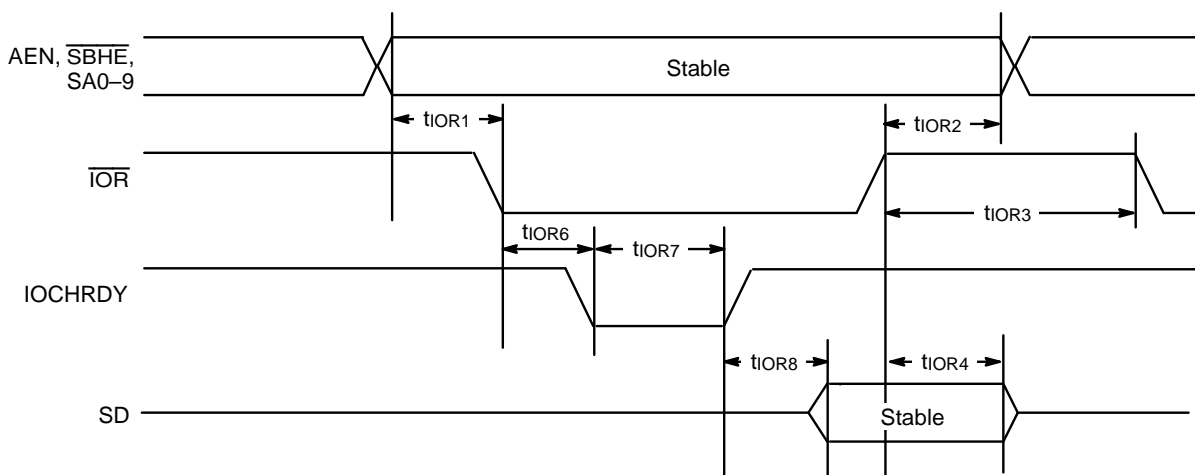 AEN, SBHE,
SA0–9
Stable
tIOR1
tIOR2
IOR
tIOR3
tIOR6
tIOR7
IOCHRDY
tIOR8
tIOR4
SD
Stable